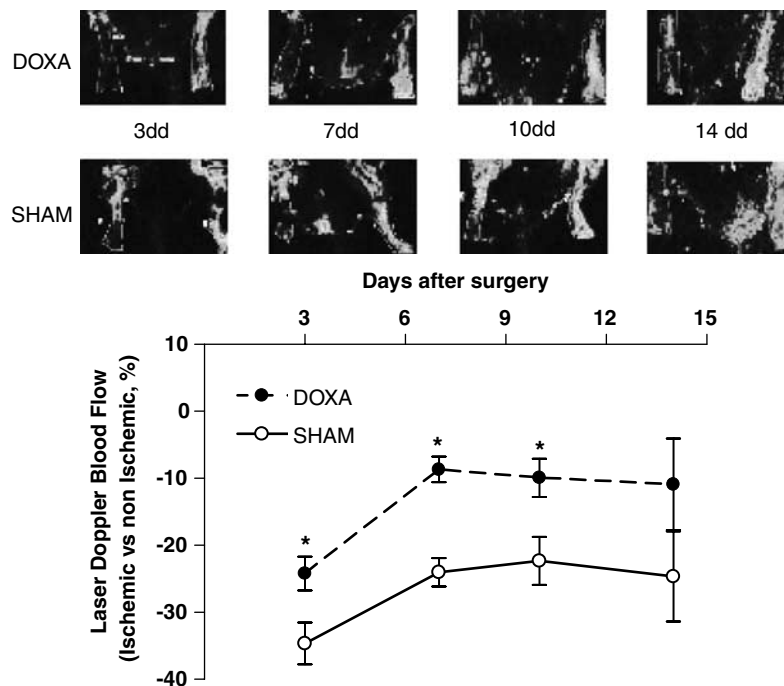 DOXA
3dd 7dd 10dd 14 dd
SHAM
Days after surgery
3 6 9 12 15
10
0
-10
-20
-30
-40
Laser Doppler Blood Flow
(Ischemic vs non Ischemic, %)
DOXA
SHAM
* * *